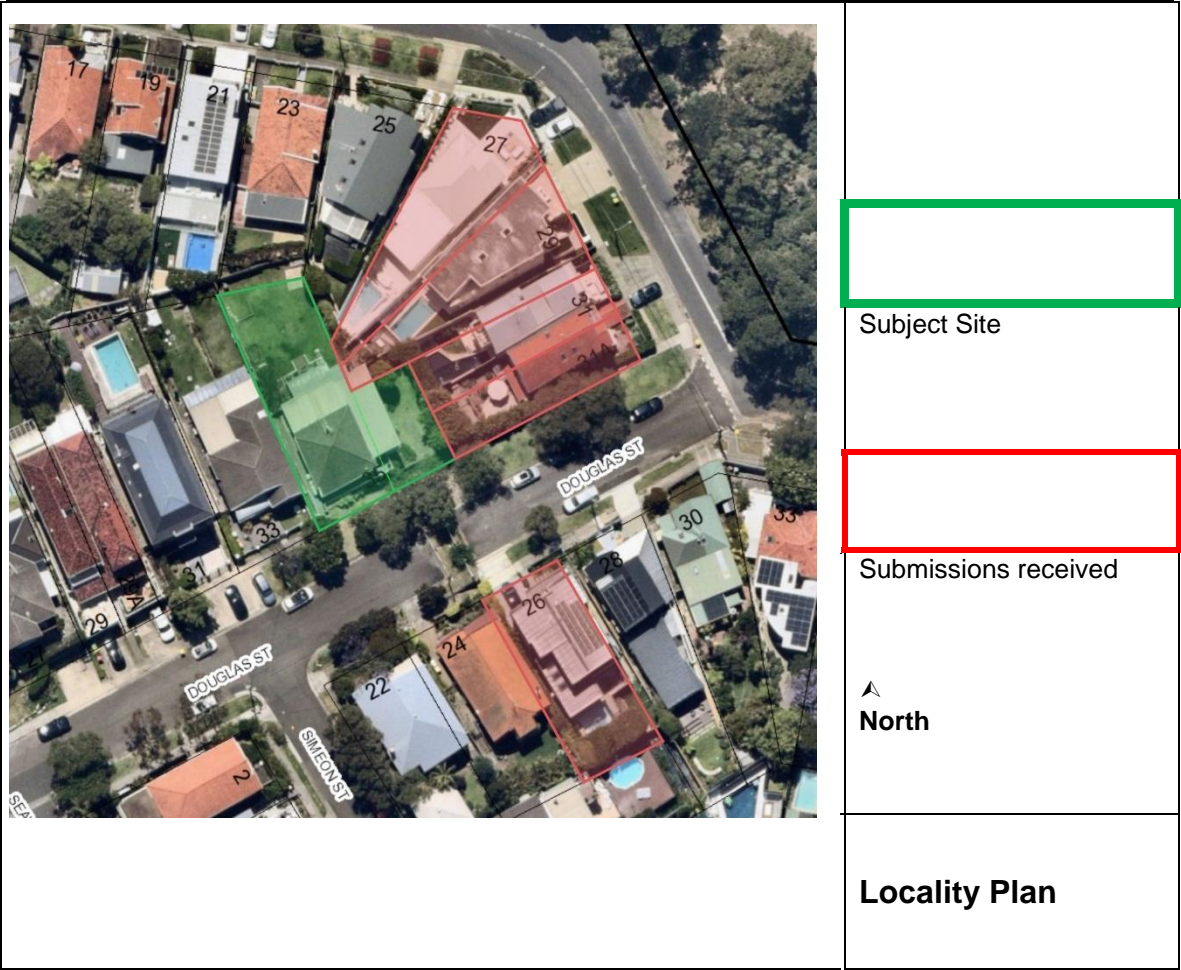 17
19
21
23
25
27
29
31
31A
DOUGLAS ST
33
31
29
30
33
28
26
24
22
DOUGLAS ST
SIMEON ST
2
Subject Site
Submissions received
North
Locality Plan